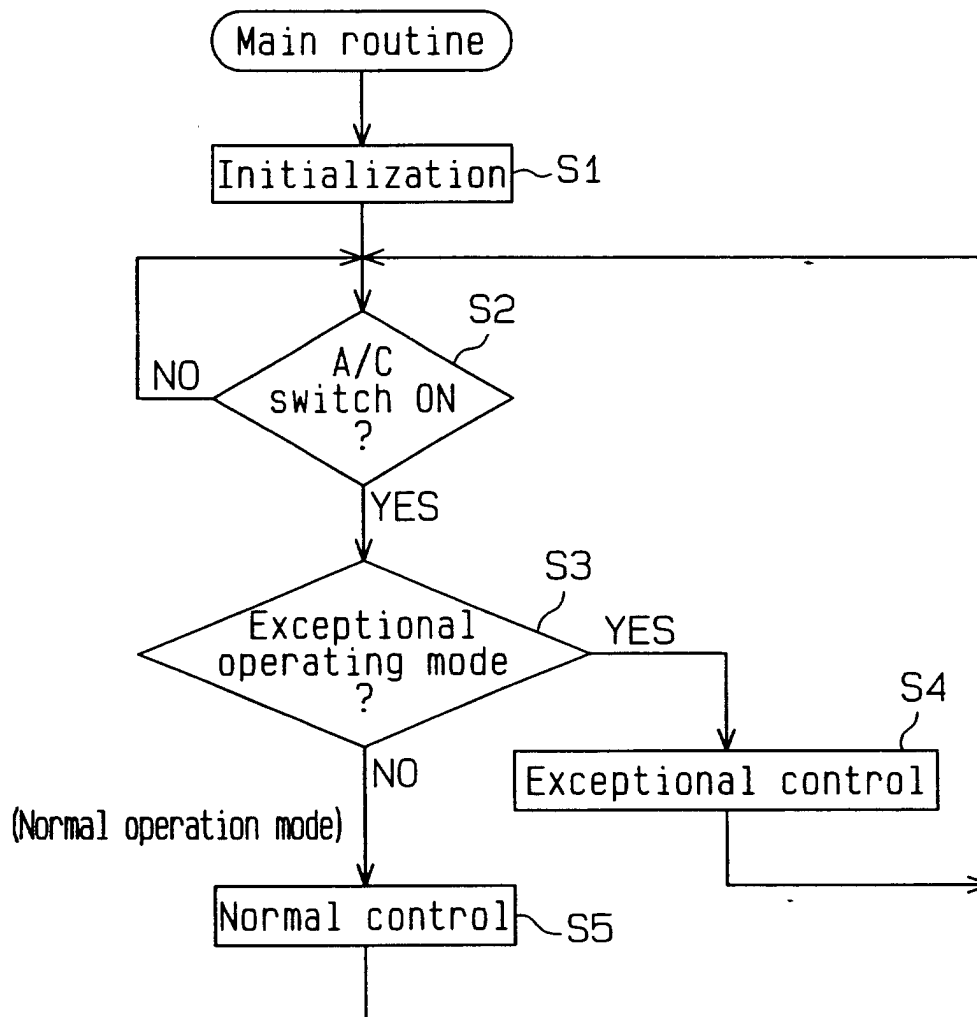 Main routine
Initialization
S1
S2
A/C
switch ON
?
NO
YES
S3
Exceptional
operating mode
?
YES
S4
NO
Exceptional control
(Normal operation mode)
Normal control
S5